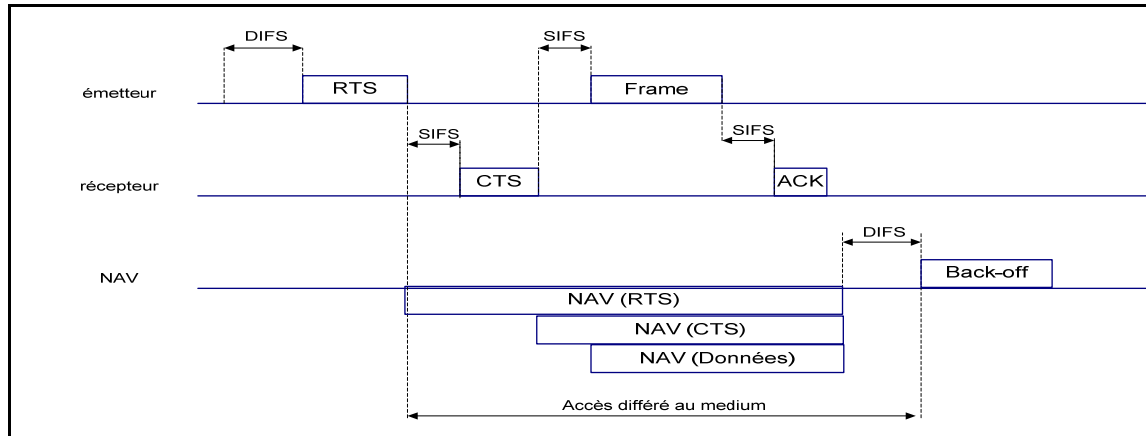 DIFS
SIFS
émetteur
RTS
Frame
SIFS
SIFS
récepteur
CTS
ACK
DIFS
NAV
Back-off
NAV (RTS)
NAV (CTS)
NAV (Données)
Accès différé au medium